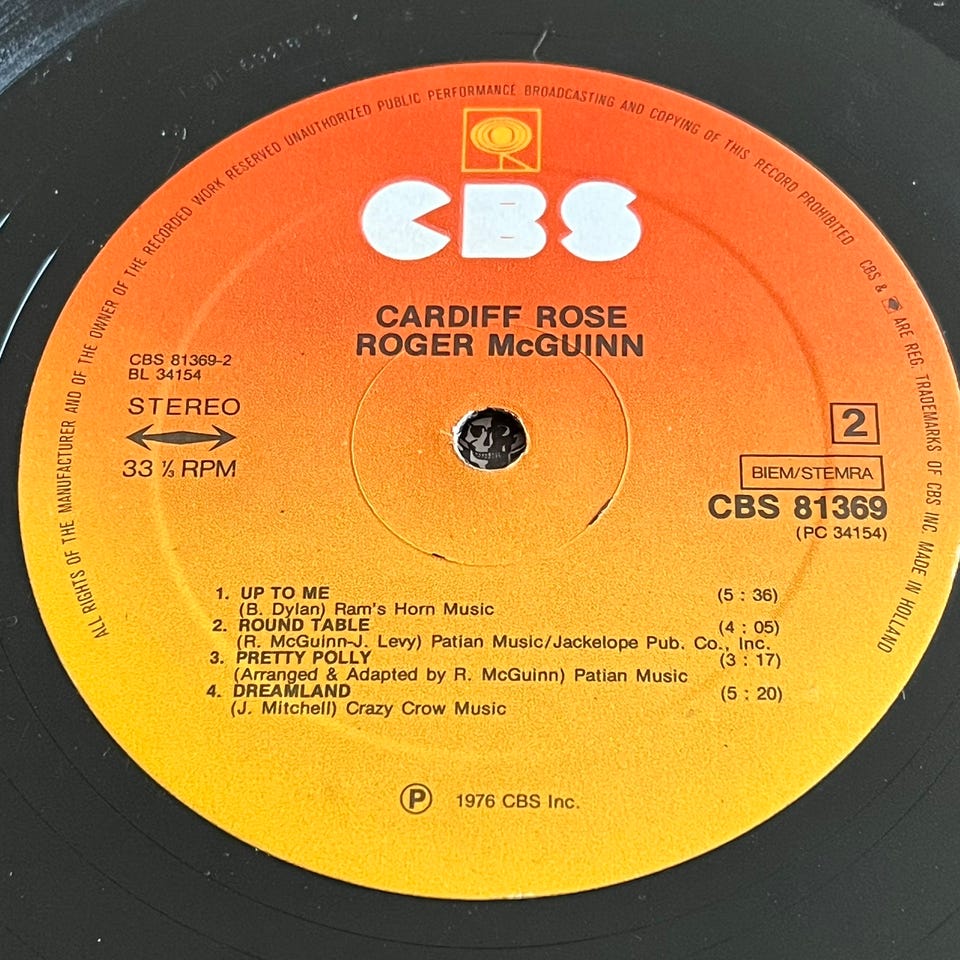 ALL RIGHTS OF THE MANUFACTURER AND OF THE OWNER OF THE RECORDED WORK RESERVED UNAUTHORIZED PUBLIC PERFORMANCE BROADCASTING AND COPYING OF THIS RECORD PROHIBITED
CBS & ARE REG. TRADEMARKS OF CBS INC. MADE IN HOLLAND
CBS
CARDIFF ROSE
ROGER McGUINN
CBS 81369-2
BL 34154
STEREO
33 ⅓ RPM
2
BIEM/STEMRA
CBS 81369
(PC 34154)
1. UP TO ME (5 : 36)
(B. Dylan) Ram's Horn Music
2. ROUND TABLE (4 : 05)
(R. McGuinn-J. Levy) Patian Music/Jackelope Pub. Co., Inc.
3. PRETTY POLLY (3 : 17)
(Arranged & Adapted by R. McGuinn) Patian Music
4. DREAMLAND (5 : 20)
(J. Mitchell) Crazy Crow Music
Ⓟ 1976 CBS Inc.